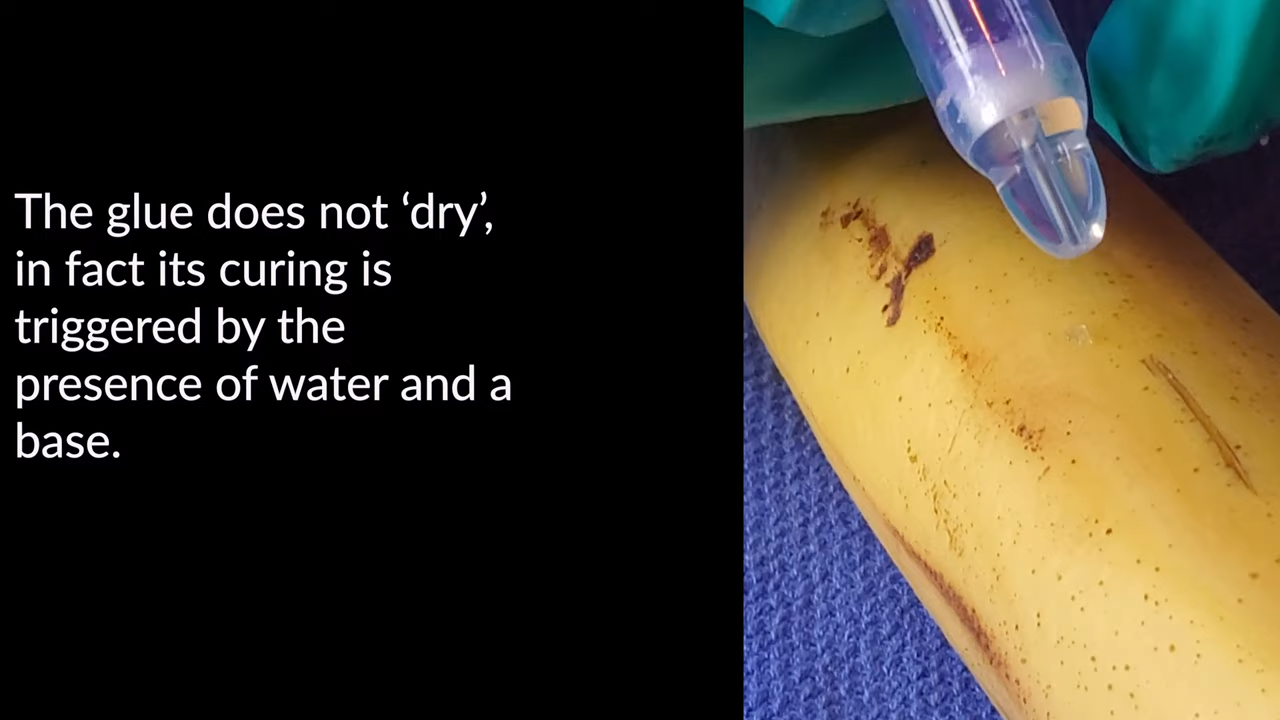 The glue does not ‘dry’,
in fact its curing is
triggered by the
presence of water and a
base.